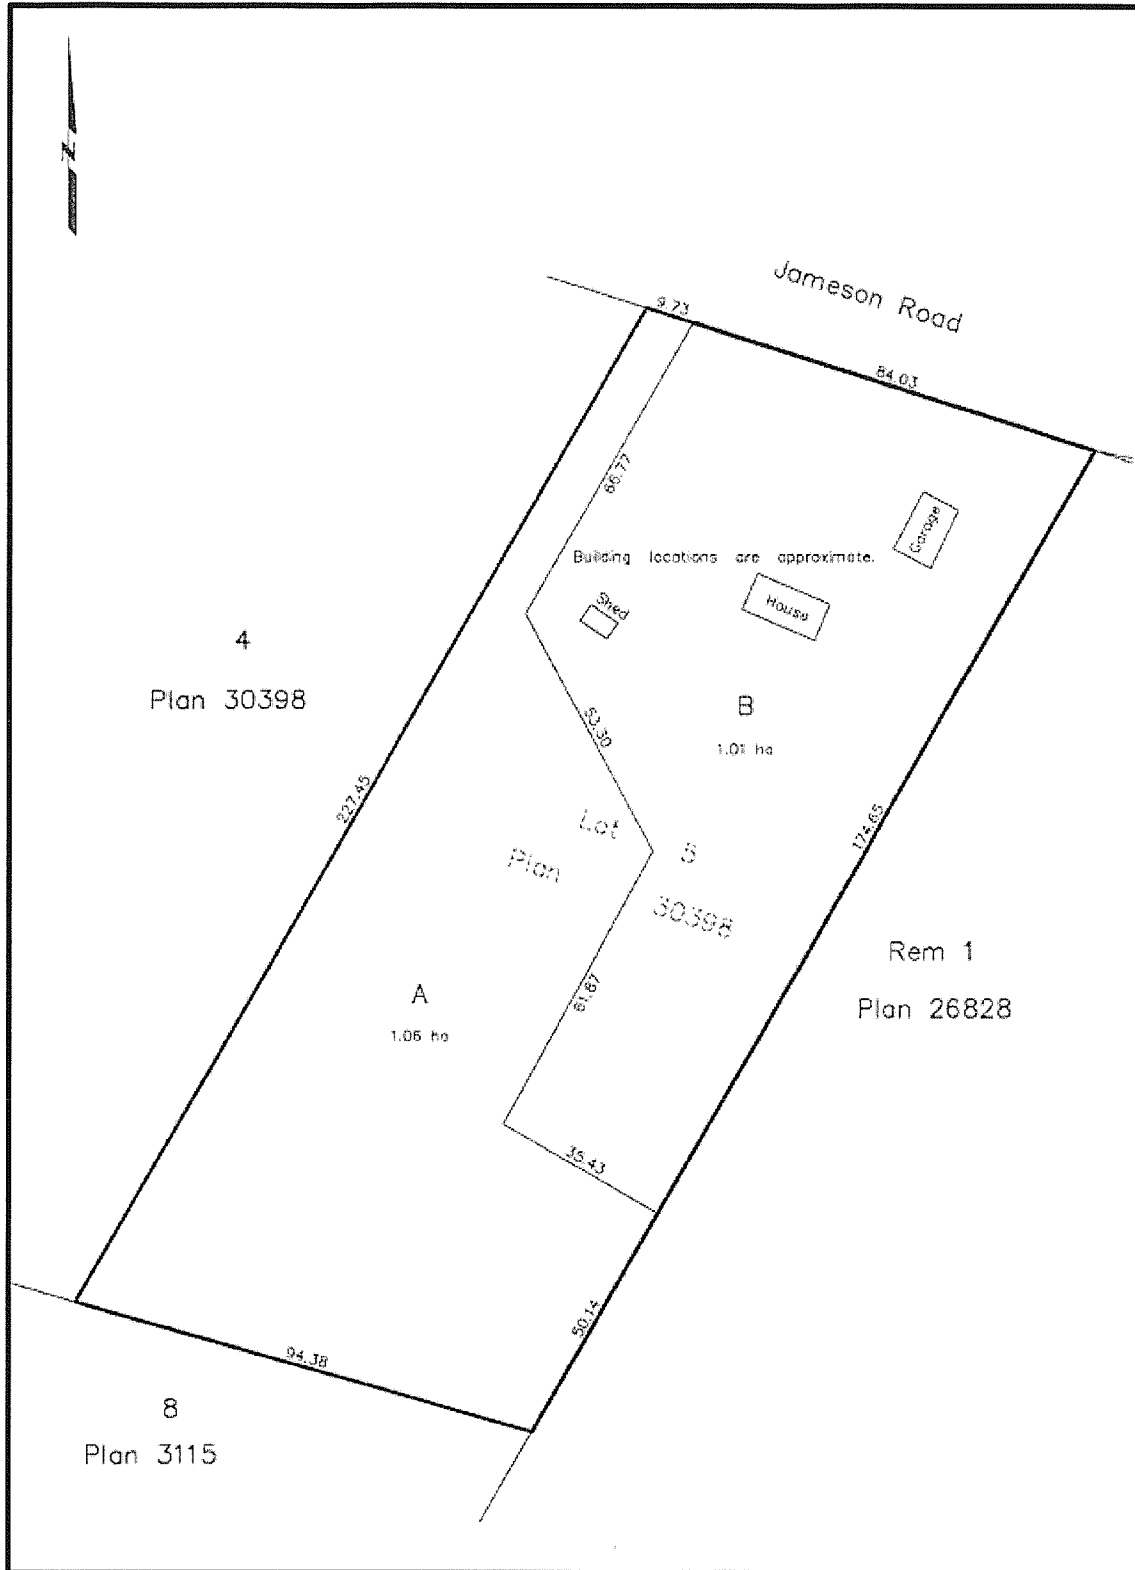 N
Jameson Road
9.73
84.03
66.77
Garage
Building locations are approximate.
Shed
House
4
Plan 30398
B
1.01 ha
53.30
227.45
174.65
Lot 5
Plan 30398
Rem 1
Plan 26828
A
1.06 ha
61.87
35.43
50.14
94.38
8
Plan 3115